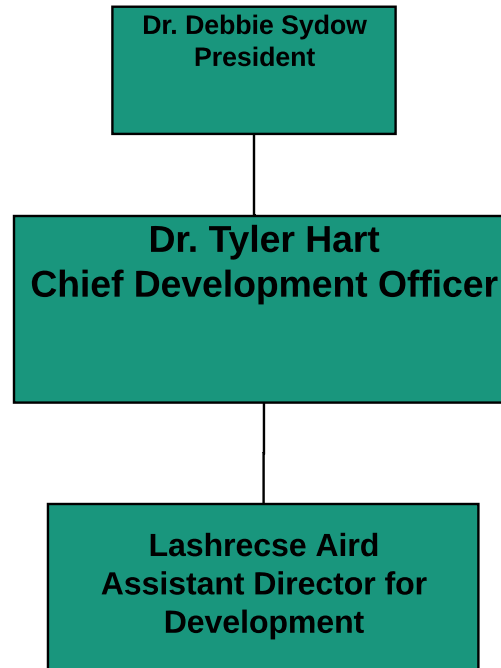 Dr. Debbie Sydow
President
Dr. Tyler Hart
Chief Development Officer
Lashrecse Aird
Assistant Director for
Development